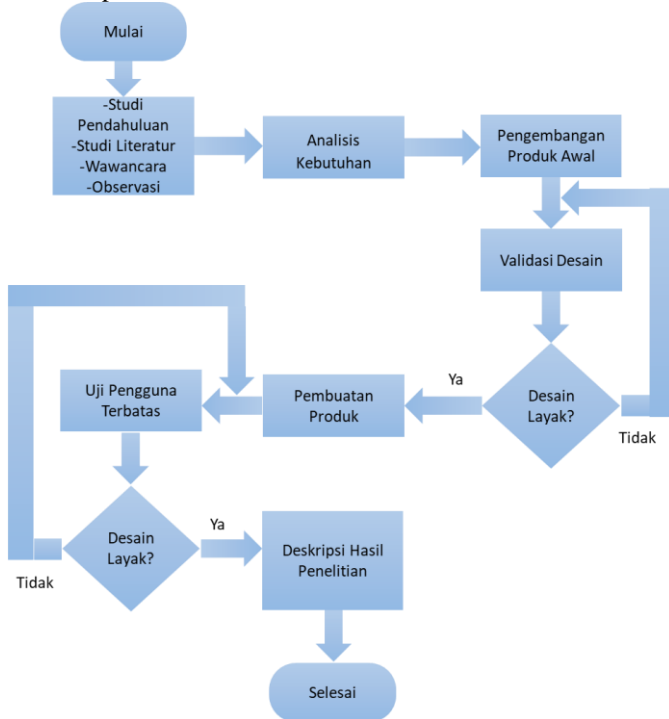 Mulai
-Studi
Pendahuluan
-Studi Literatur
-Wawancara
-Observasi
Analisis
Kebutuhan
Pengembangan
Produk Awal
Validasi Desain
Desain
Layak?
Tidak
Ya
Pembuatan
Produk
Uji Pengguna
Terbatas
Desain
Layak?
Tidak
Ya
Deskripsi Hasil
Penelitian
Selesai